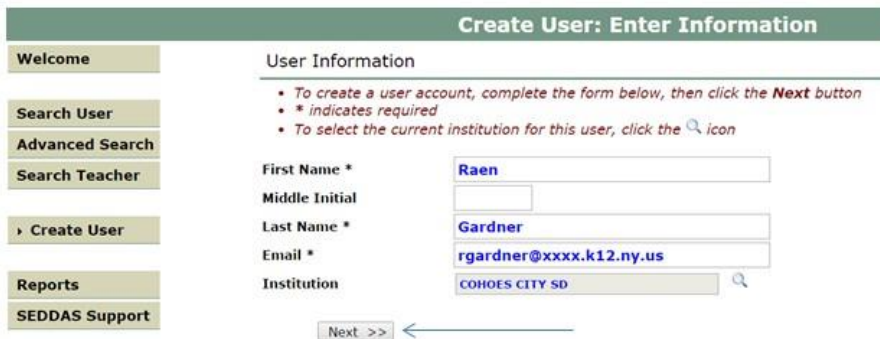 Create User: Enter Information
Welcome
Search User
Advanced Search
Search Teacher
› Create User
Reports
SEDDAS Support
User Information
• To create a user account, complete the form below, then click the Next button
• * indicates required
• To select the current institution for this user, click the icon
First Name * Raen
Middle Initial
Last Name * Gardner
Email * rgardner@xxxx.k12.ny.us
Institution COHOES CITY SD
Next >>